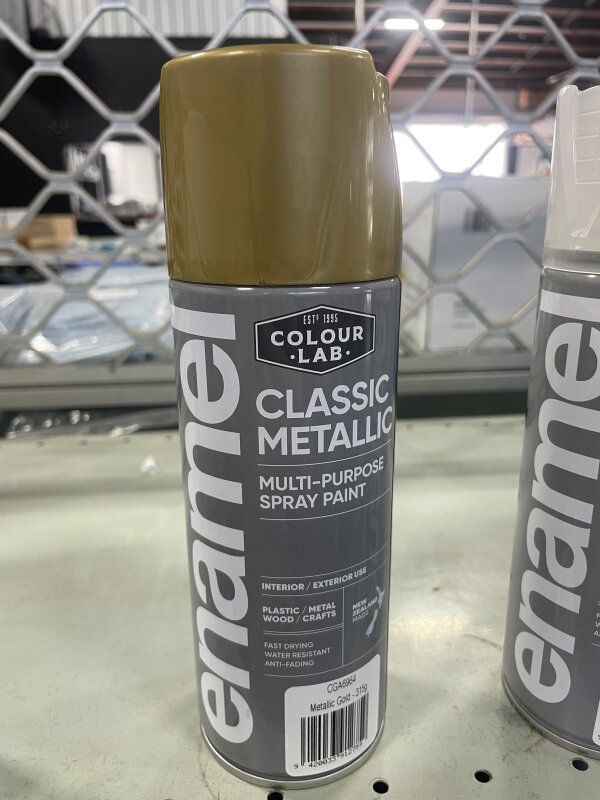 enamel
ESTD 1995
COLOUR
LAB
CLASSIC
METALLIC
MULTI-PURPOSE
SPRAY PAINT
INTERIOR / EXTERIOR USE
PLASTIC / METAL
WOOD / CRAFTS
NEW
ZEALAND
MADE
FAST DRYING
WATER RESISTANT
ANTI-FADING
CGA6964
Metallic Gold - 315g
enamel